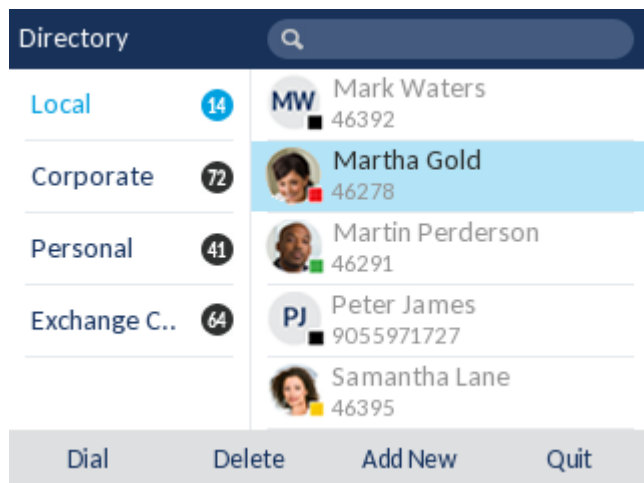 Directory
Local 14
Corporate 72
Personal 41
Exchange C.. 64
MW Mark Waters
46392
Martha Gold
46278
Martin Perderson
46291
PJ Peter James
9055971727
Samantha Lane
46395
Dial Delete Add New Quit